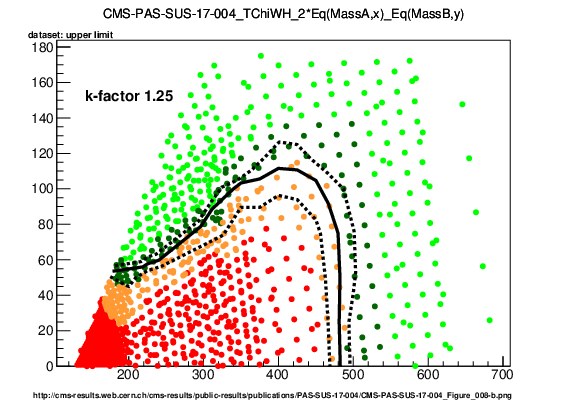 CMS-PAS-SUS-17-004_TChiWH_2*Eq(MassA,x)_Eq(MassB,y)
dataset: upper limit
180
160
k-factor 1.25
140
120
100
80
60
40
20
0
200 300 400 500 600 700
http://cms-results.web.cern.ch/cms-results/public-results/publications/PAS-SUS-17-004/CMS-PAS-SUS-17-004_Figure_008-b.png